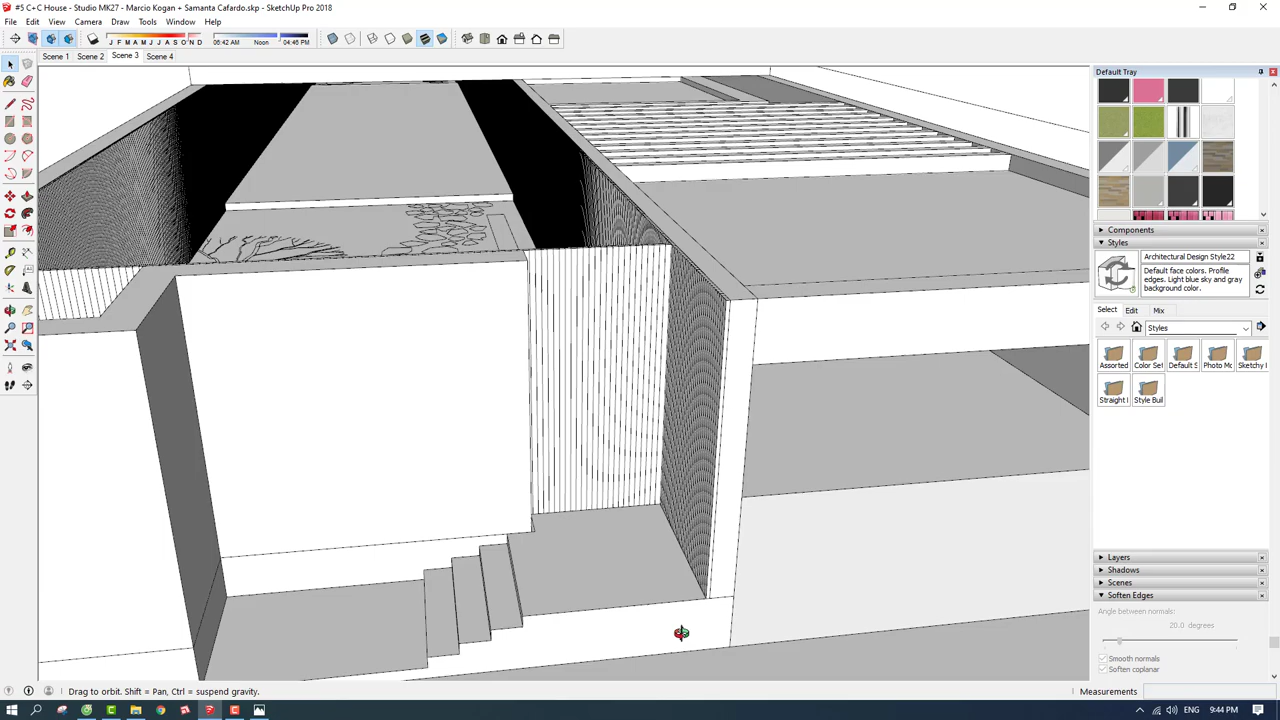 #5 C+C House - Studio MK27 - Marcio Kogan + Samanta Cafardo.skp - SketchUp Pro 2018
File Edit View Camera Draw Tools Window Help
J F M A M J J A S O N D 06:42 AM Noon 04:46 PM
Scene 1 Scene 2 Scene 3 Scene 4
Default Tray
Components
Styles
Architectural Design Style22
Default face colors. Profile
edges. Light blue sky and gray
background color.
Select Edit Mix
Styles
Assorted Color Set Default S Photo Mo Sketchy I
Straight I Style Buil
Layers
Shadows
Scenes
Soften Edges
Angle between normals:
20.0 degrees
Smooth normals
Soften coplanar
Drag to orbit. Shift = Pan, Ctrl = suspend gravity.
Measurements
ENG 9:44 PM